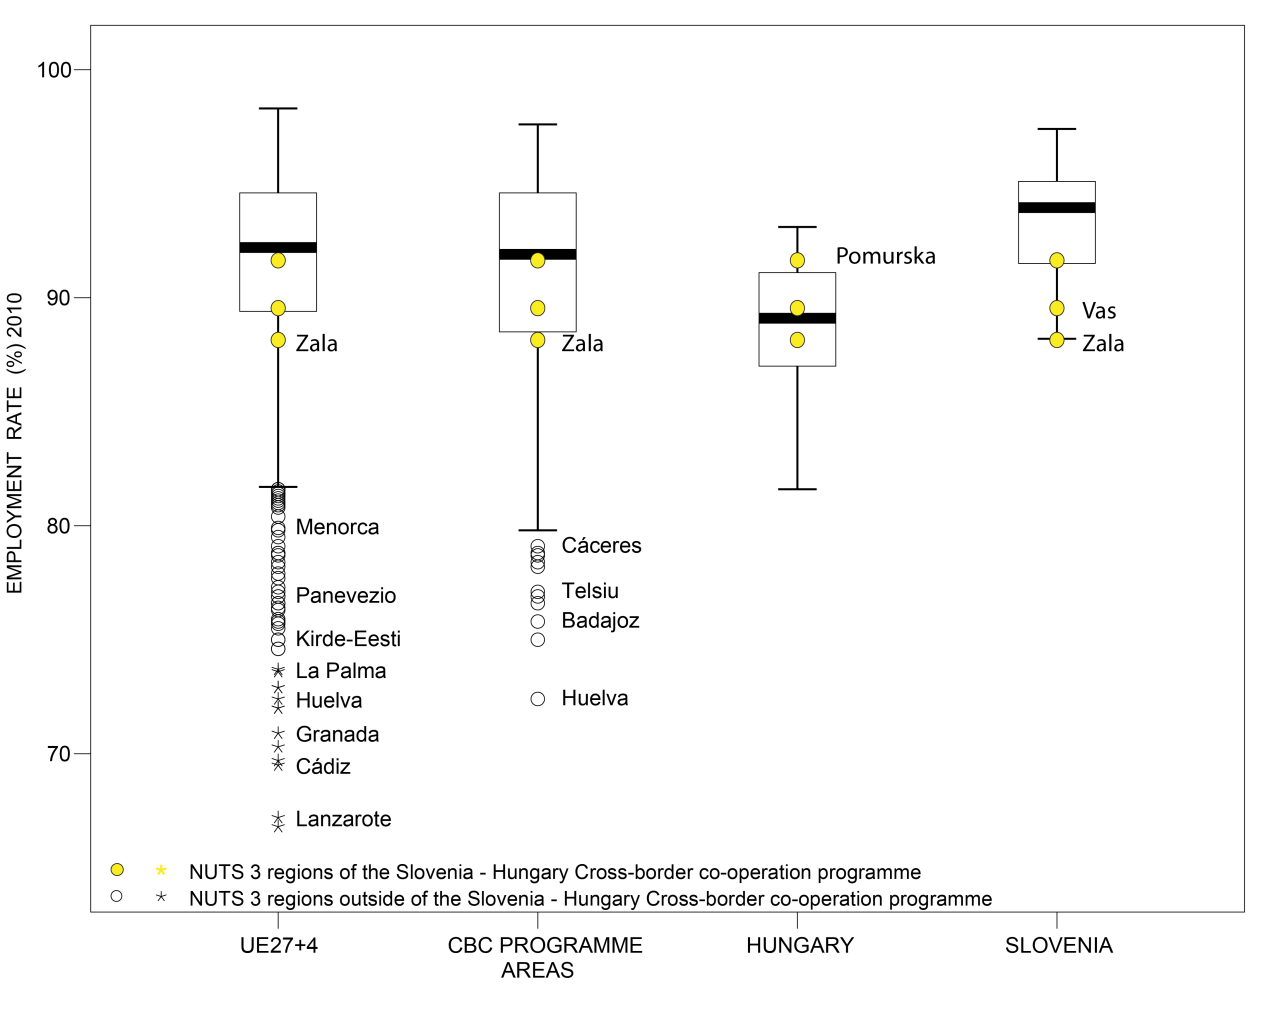 100
90
80
70
EMPLOYMENT RATE (%) 2010
Pomurska
Vas
Zala
Zala
Zala
Menorca
Panevezio
Kirde-Eesti
La Palma
Huelva
Granada
Cádiz
Lanzarote
Cáceres
Telsiu
Badajoz
Huelva
NUTS 3 regions of the Slovenia - Hungary Cross-border co-operation programme
NUTS 3 regions outside of the Slovenia - Hungary Cross-border co-operation programme
UE27+4
CBC PROGRAMME
AREAS
HUNGARY
SLOVENIA